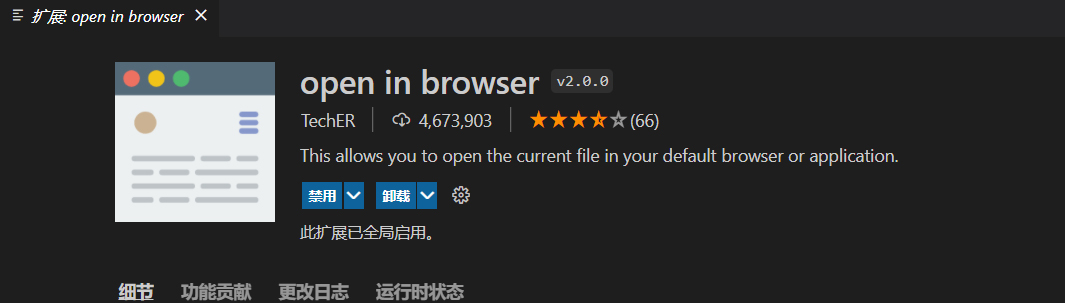 扩展: open in browser
open in browser v2.0.0
TechER 4,673,903 (66)
This allows you to open the current file in your default browser or application.
禁用 卸载
此扩展已全局启用。
细节 功能贡献 更改日志 运行时状态